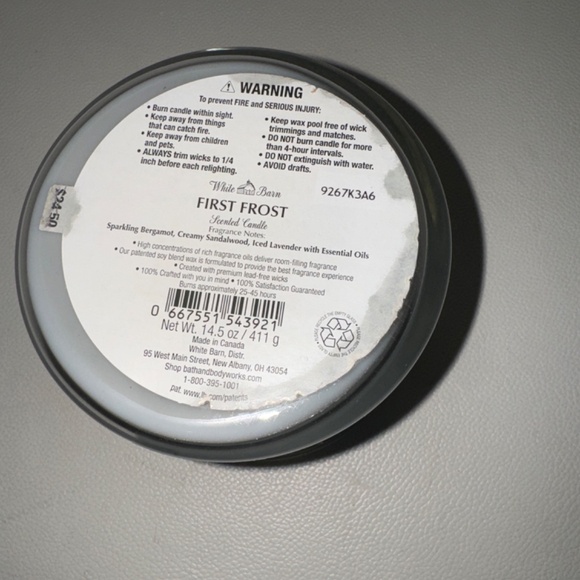 ⚠ WARNING
To prevent FIRE and SERIOUS INJURY:
• Burn candle within sight.
• Keep away from things
that can catch fire.
• Keep away from children
and pets.
• ALWAYS trim wicks to 1/4
inch before each relighting.
• Keep wax pool free of wick
trimmings and matches.
• DO NOT burn candle for more
than 4-hour intervals.
• DO NOT extinguish with water.
• AVOID drafts.
White Barn
9267K3A6
$24.50
FIRST FROST
Scented Candle
Fragrance Notes:
Sparkling Bergamot, Creamy Sandalwood, Iced Lavender with Essential Oils
• High concentrations of rich fragrance oils deliver room-filling fragrance
• Our patented soy blend wax is formulated to provide the best fragrance experience
• Created with premium lead-free wicks
• 100% Crafted with you in mind • 100% Satisfaction Guaranteed
Burns approximately 25-45 hours
0 667551 543921
Net Wt. 14.5 oz / 411 g
Made in Canada
White Barn, Distr.
95 West Main Street, New Albany, OH 43054
Shop bathandbodyworks.com
1-800-395-1001
pat. www. .com/patents